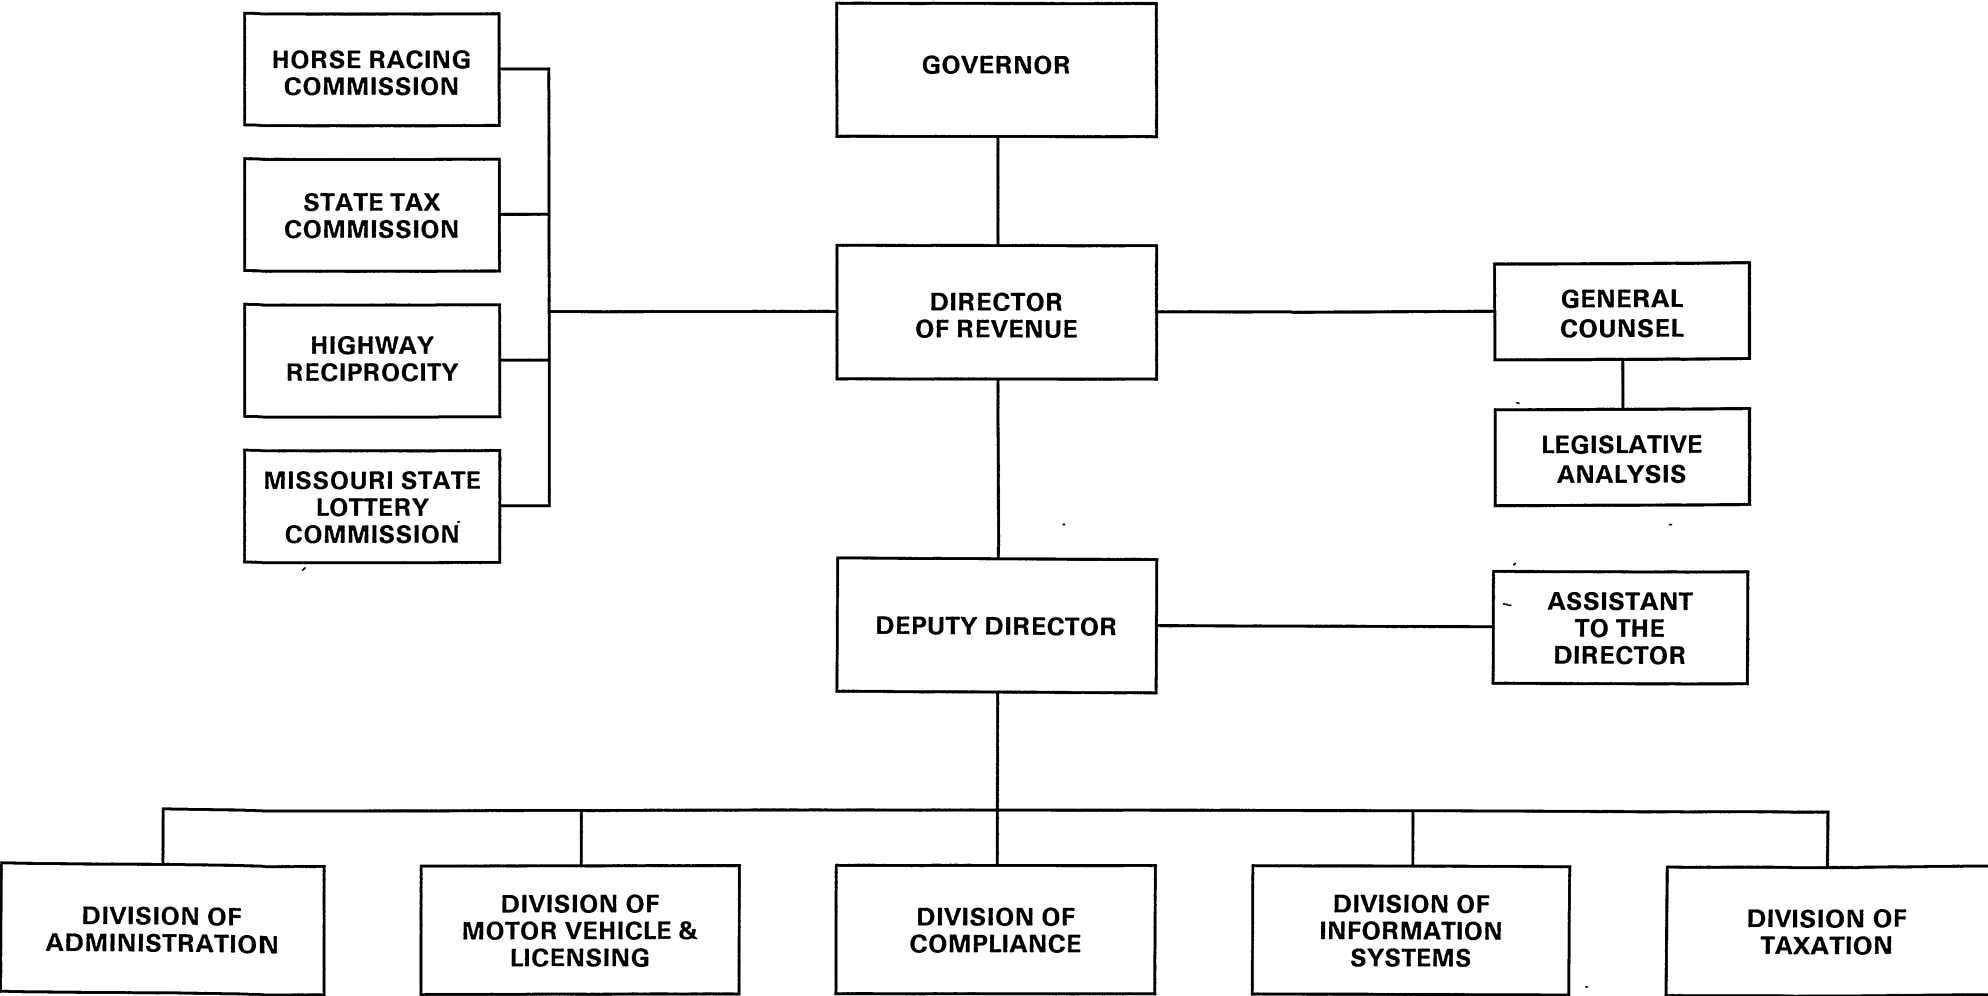 HORSE RACING
COMMISSION
GOVERNOR
STATE TAX
COMMISSION
DIRECTOR
OF REVENUE
GENERAL
COUNSEL
HIGHWAY
RECIPROCITY
LEGISLATIVE
ANALYSIS
MISSOURI STATE
LOTTERY
COMMISSION
DEPUTY DIRECTOR
ASSISTANT
TO THE
DIRECTOR
DIVISION OF
ADMINISTRATION
DIVISION OF
MOTOR VEHICLE &
LICENSING
DIVISION OF
COMPLIANCE
DIVISION OF
INFORMATION
SYSTEMS
DIVISION OF
TAXATION